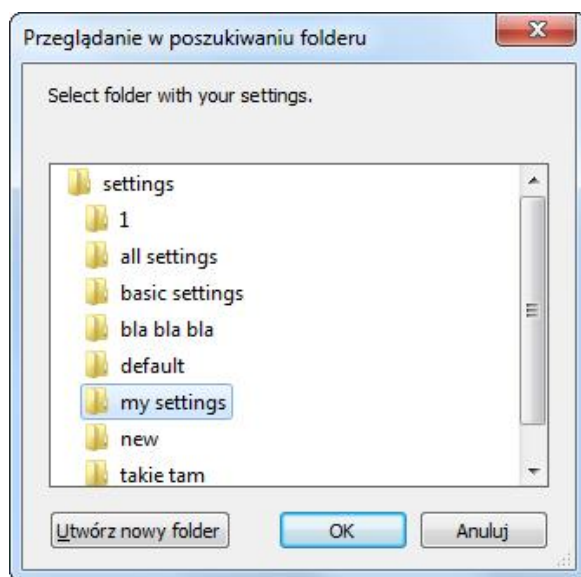 Przeglądanie w poszukiwaniu folderu
Select folder with your settings.
settings
1
all settings
basic settings
bla bla bla
default
my settings
new
takie tam
Utwórz nowy folder
OK
Anuluj